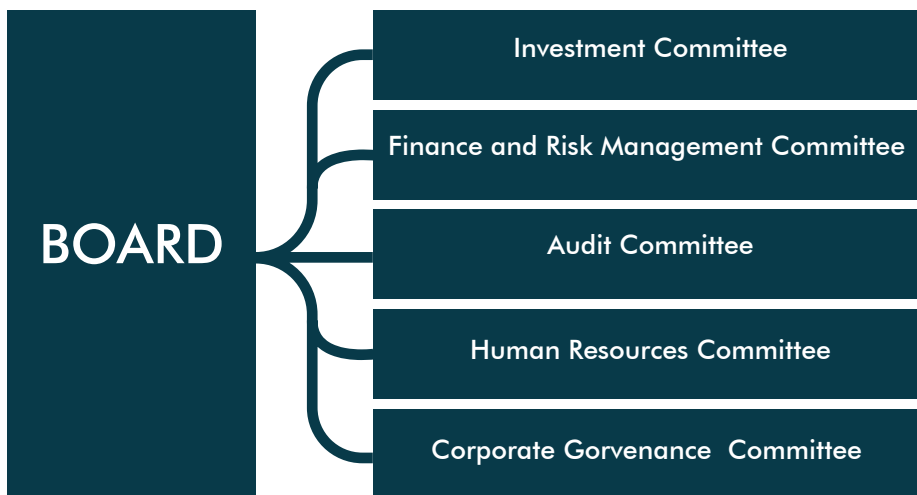 BOARD
Investment Committee
Finance and Risk Management Committee
Audit Committee
Human Resources Committee
Corporate Gorvenance  Committee